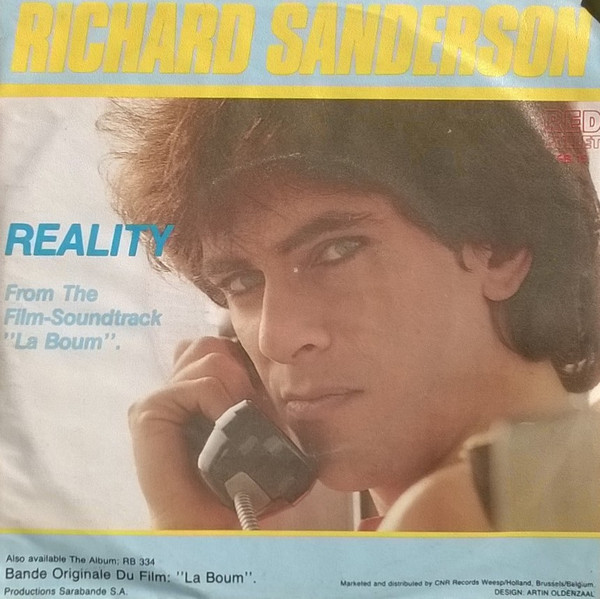 RICHARD SANDERSON
RED
REALITY
From The
Film-Soundtrack
"La Boum".
Also available The Album: RB 334
Bande Originale Du Film: "La Boum".
Productions Sarabande S.A.
Marketed and distributed by CNR Records Weesp/Holland, Brussels/Belgium.
DESIGN: ARTIN OLDENZAAL